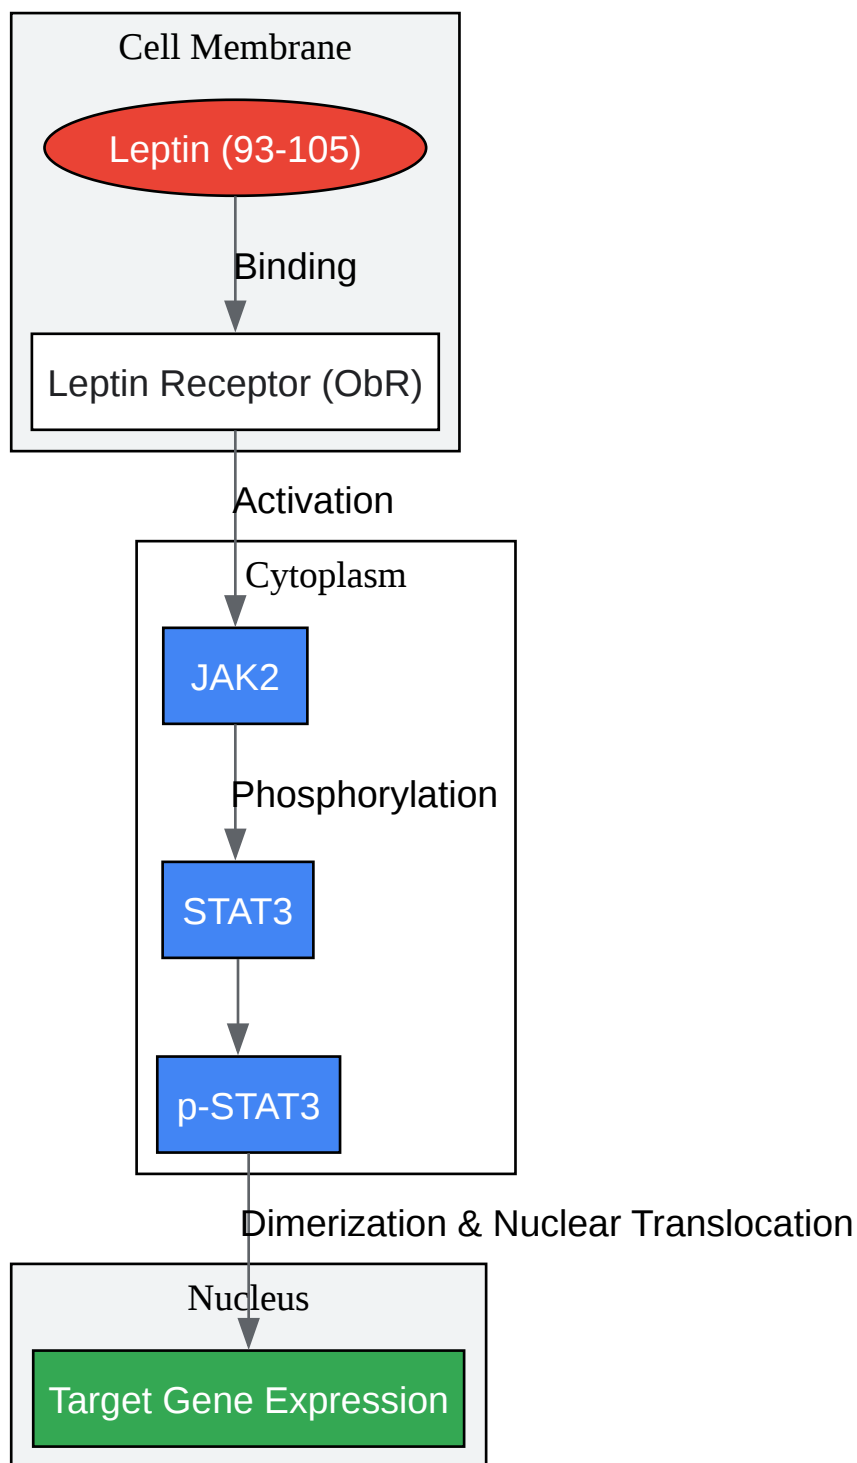 Cell Membrane
Leptin (93-105)
Binding
Leptin Receptor (ObR)
Activation
Cytoplasm
JAK2
Phosphorylation
STAT3
p-STAT3
Dimerization & Nuclear Translocation
Nucleus
Target Gene Expression